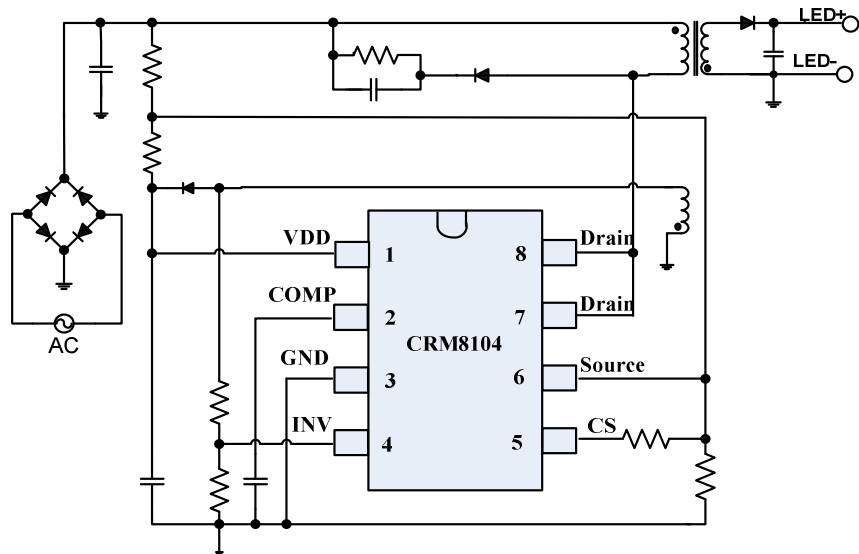 LED+
LED-
VDD
1
8
Drain
COMP
2
7
Drain
AC
CRM8104
GND
3
6
Source
INV
4
5
CS